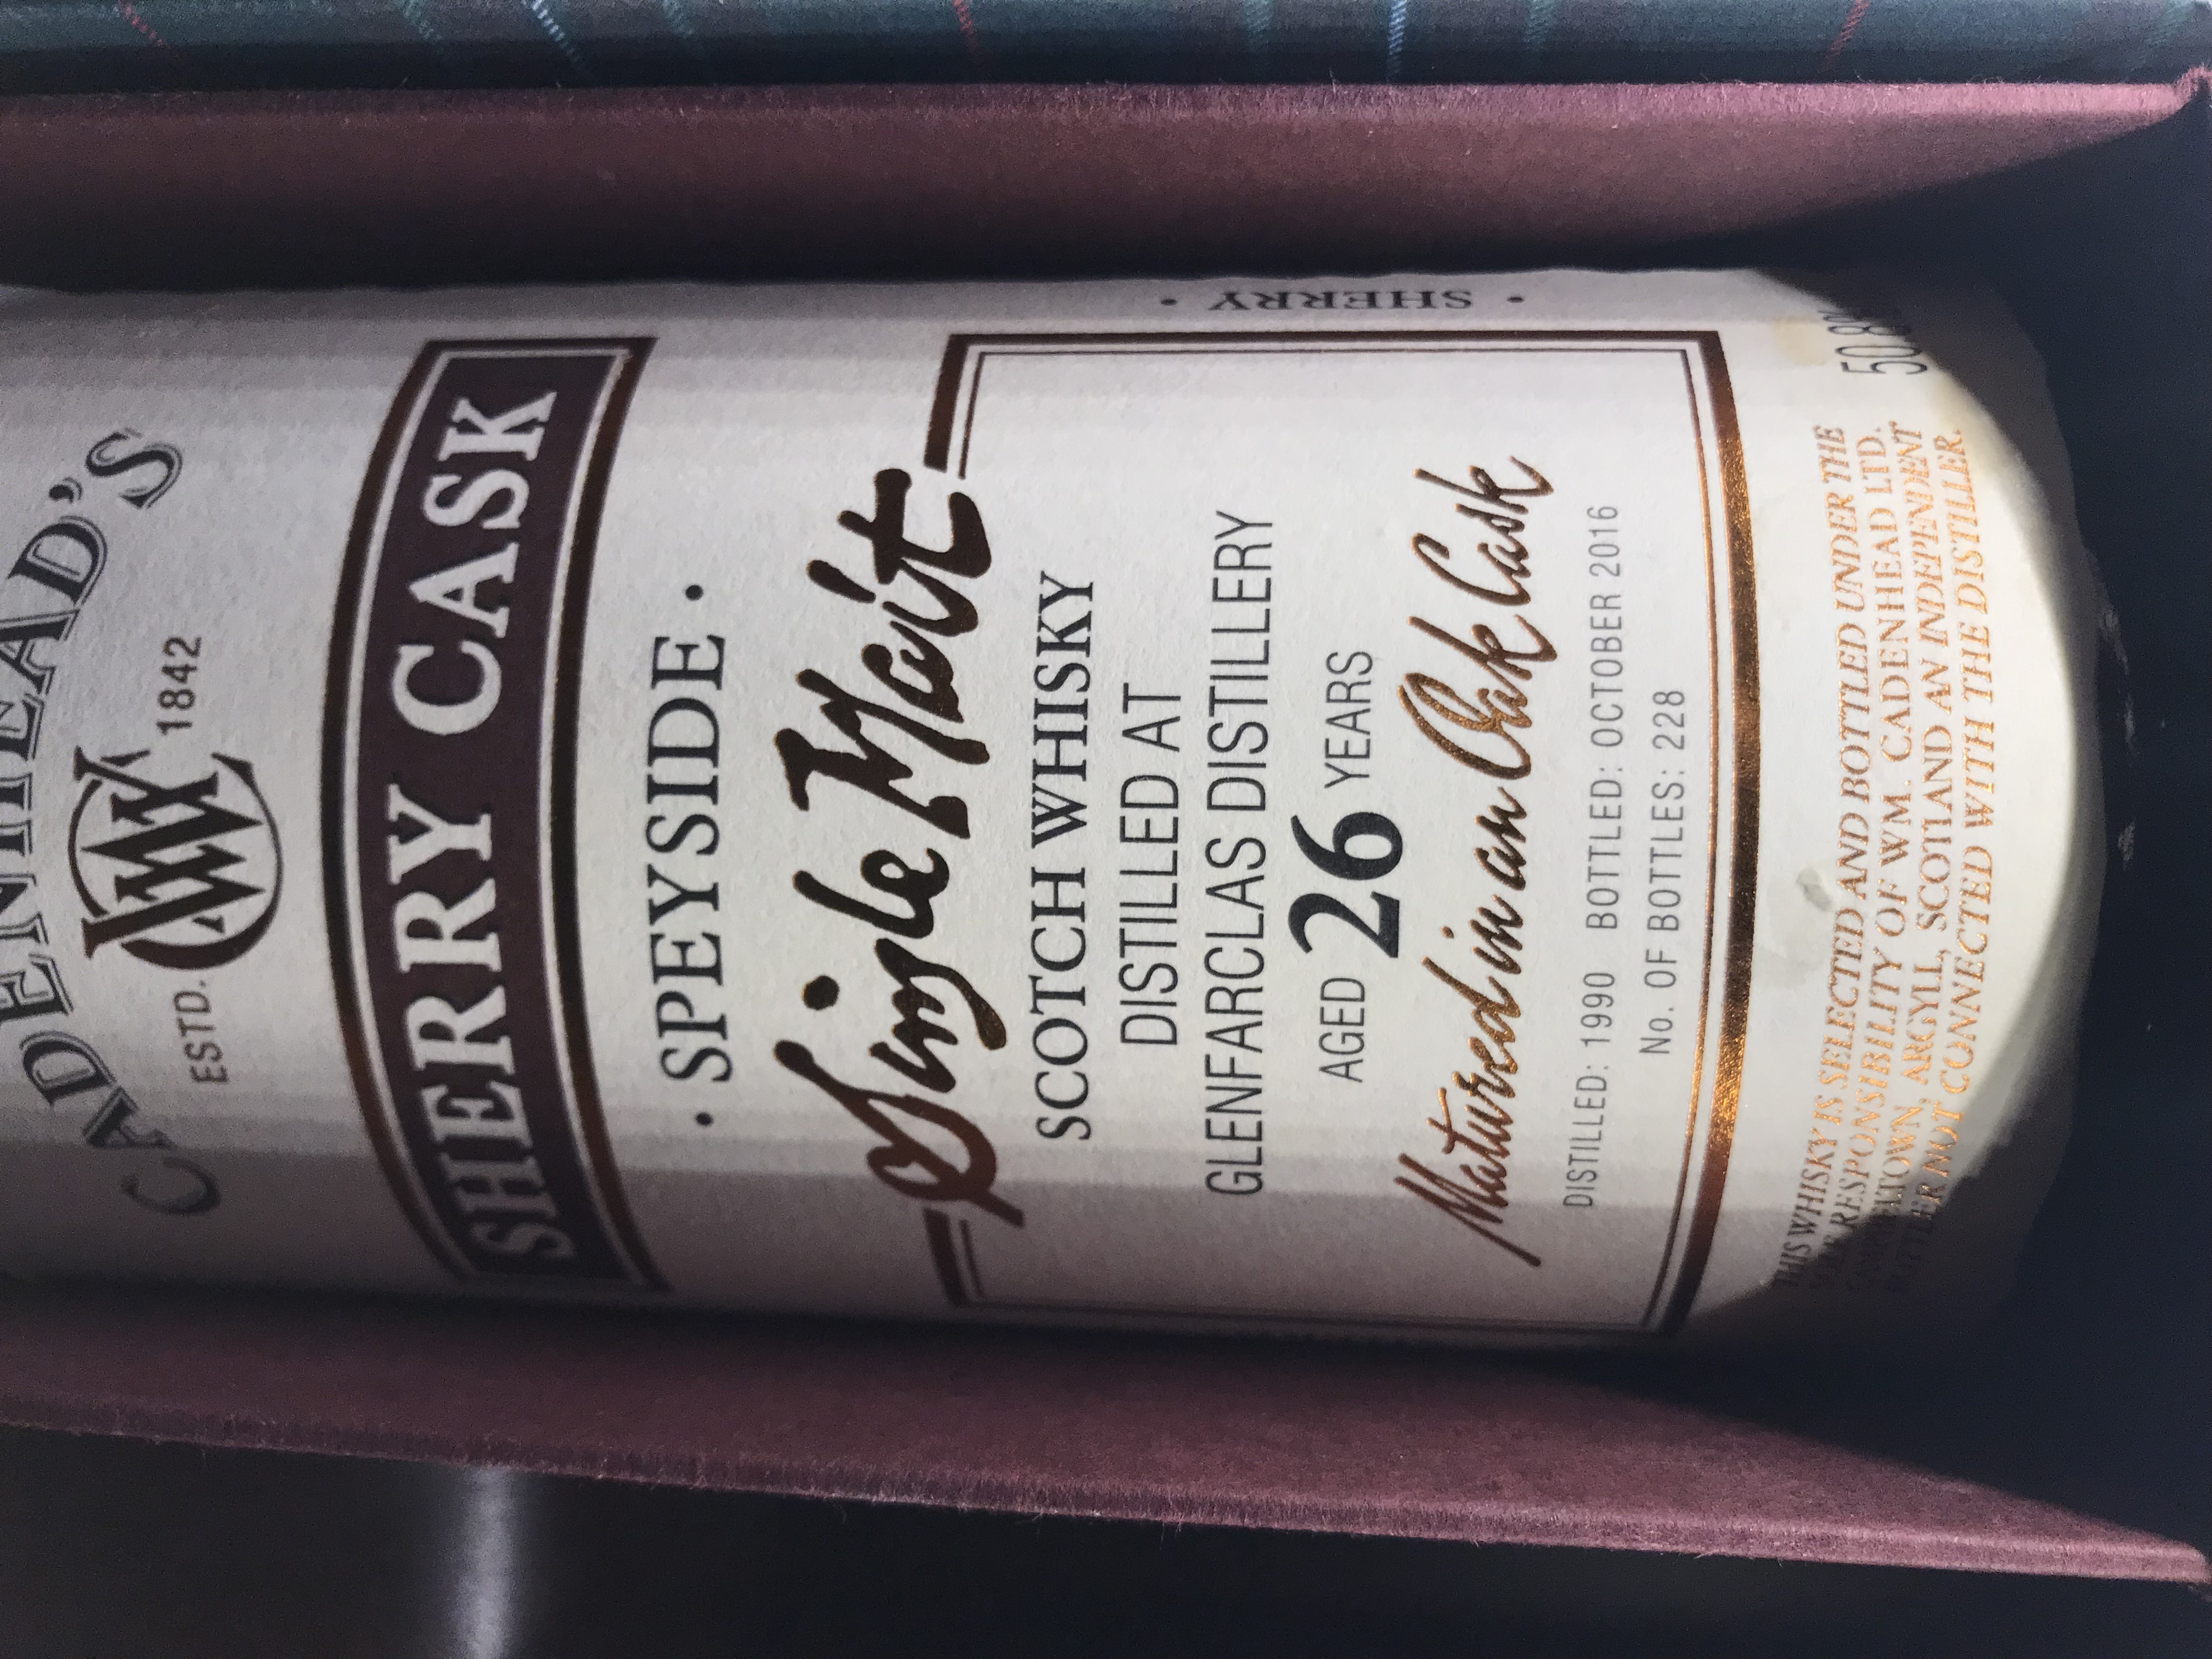 CADENHEAD'S
ESTD. 1842
SHERRY CASK
· SPEYSIDE ·
Single Malt
SCOTCH WHISKY
DISTILLED AT
GLENFARCLAS DISTILLERY
AGED 26 YEARS
Matured in an Oak Cask
DISTILLED: 1990 BOTTLED: OCTOBER 2016
No. OF BOTTLES: 228
THIS WHISKY IS SELECTED AND BOTTLED UNDER THE
RESPONSIBILITY OF WM. CADENHEAD LTD.
ARGYLL, SCOTLAND AN INDEPENDENT
NOT CONNECTED WITH THE DISTILLER.
50.8%
· SHERRY ·